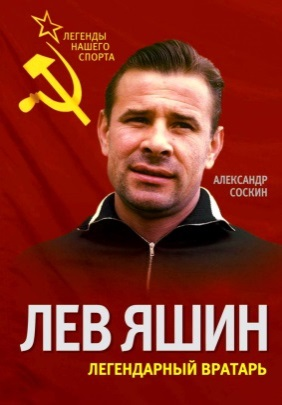 ЛЕГЕНДЫ
НАШЕГО
СПОРТА
АЛЕКСАНДР
СОСКИН
ЛЕВ ЯШИН
ЛЕГЕНДАРНЫЙ ВРАТАРЬ